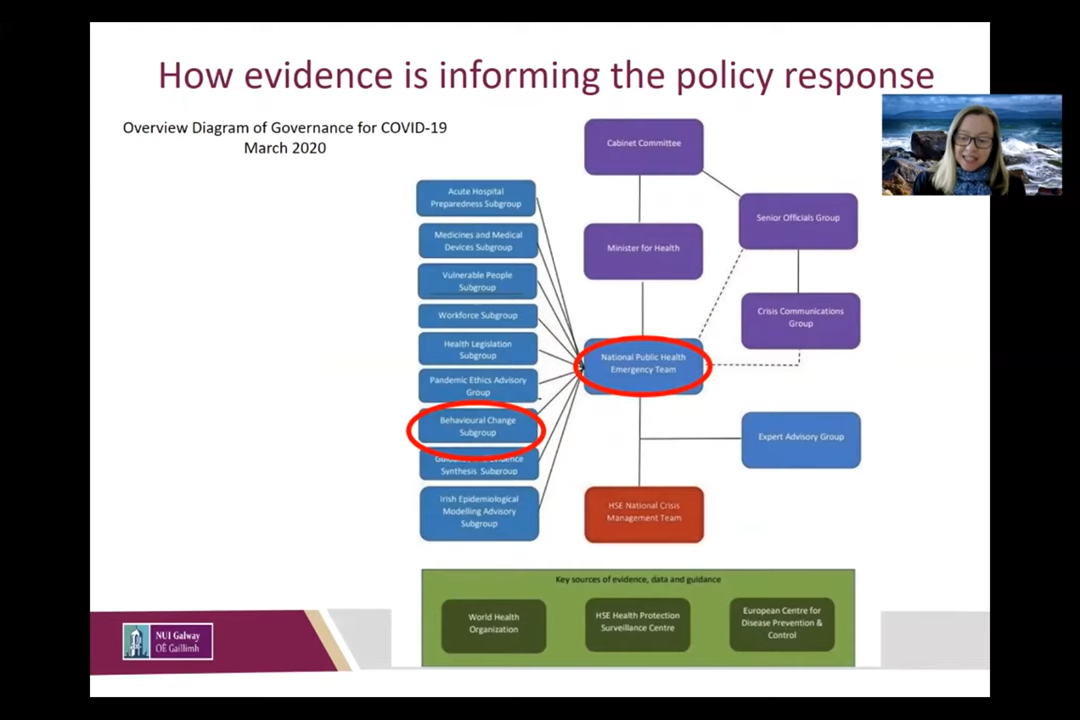 How evidence is informing the policy response
Overview Diagram of Governance for COVID-19
March 2020
Cabinet Committee
Senior Officials Group
Minister for Health
Crisis Communications
Group
National Public Health
Emergency Team
Expert Advisory Group
HSE National Crisis
Management Team
Acute Hospital
Preparedness Subgroup
Medicines and Medical
Devices Subgroup
Vulnerable People
Subgroup
Workforce Subgroup
Health Legislation
Subgroup
Pandemic Ethics Advisory
Group
Behavioural Change
Subgroup
Synthesis Subgroup
Irish Epidemiological
Modelling Advisory
Subgroup
Key sources of evidence, data and guidance
World Health
Organization
HSE Health Protection
Surveillance Centre
European Centre for
Disease Prevention &
Control
NUI Galway
OÉ Gaillimh